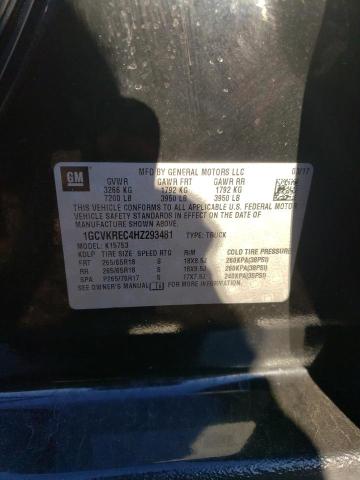 GM
MFD BY GENERAL MOTORS LLC 03/17
GVWR GAWR FRT GAWR RR
3266 KG 1792 KG 1792 KG
7200 LB 3950 LB 3950 LB
THIS VEHICLE CONFORMS TO ALL APPLICABLE U.S. FEDERAL
MOTOR VEHICLE SAFETY STANDARDS IN EFFECT ON THE DATE OF
MANUFACTURE SHOWN ABOVE.
1GCVKREC4HZ293481 TYPE: TRUCK
MODEL: K15753
KDLP TIRE SIZE SPEED RTG RIM COLD TIRE PRESSURE
FRT 265/65R18 18X8.5J 260KPA(38PSI)
RR 265/65R18 18X8.5J 260KPA(38PSI)
SPA P265/70R17 17X7.5J 240KPA(35PSI)
SEE OWNER'S MANUAL